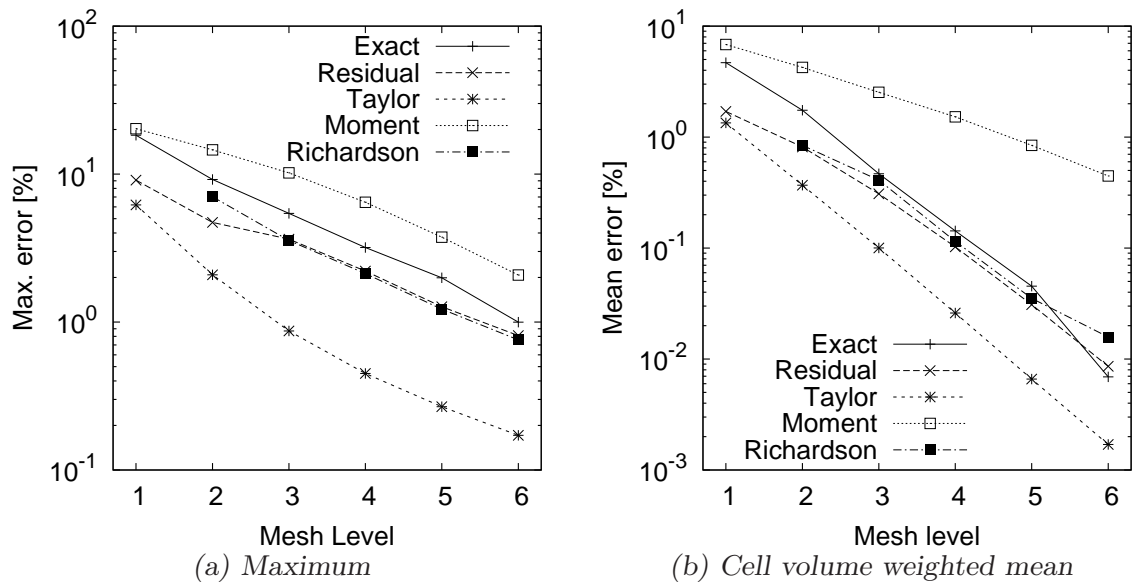 10^2
10^1
10^0
10^-1
Max. error [%]
Exact
Residual
Taylor
Moment
Richardson
1 2 3 4 5 6
Mesh Level
(a) Maximum
10^1
10^0
10^-1
10^-2
10^-3
Mean error [%]
Exact
Residual
Taylor
Moment
Richardson
1 2 3 4 5 6
Mesh level
(b) Cell volume weighted mean